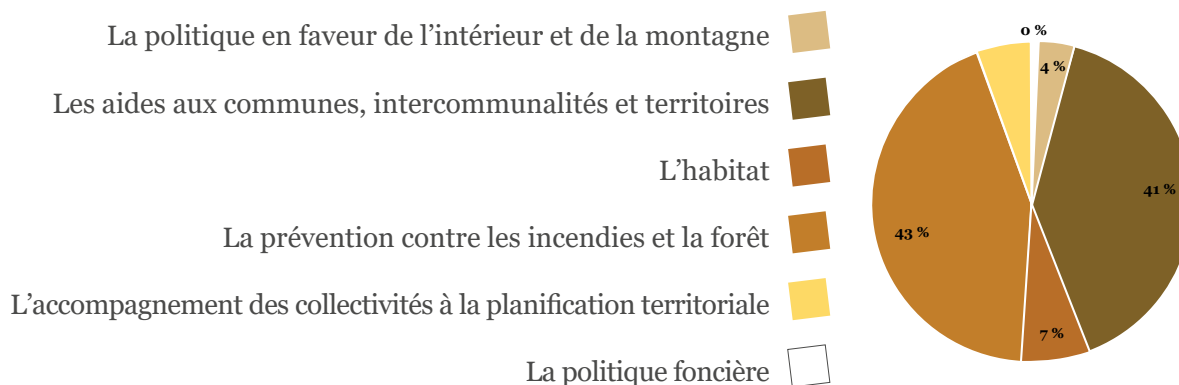 La politique en faveur de l’intérieur et de la montagne
Les aides aux communes, intercommunalités et territoires
L’habitat
La prévention contre les incendies et la forêt
L’accompagnement des collectivités à la planification territoriale
La politique foncière
0 %
4 %
41 %
43 %
7 %